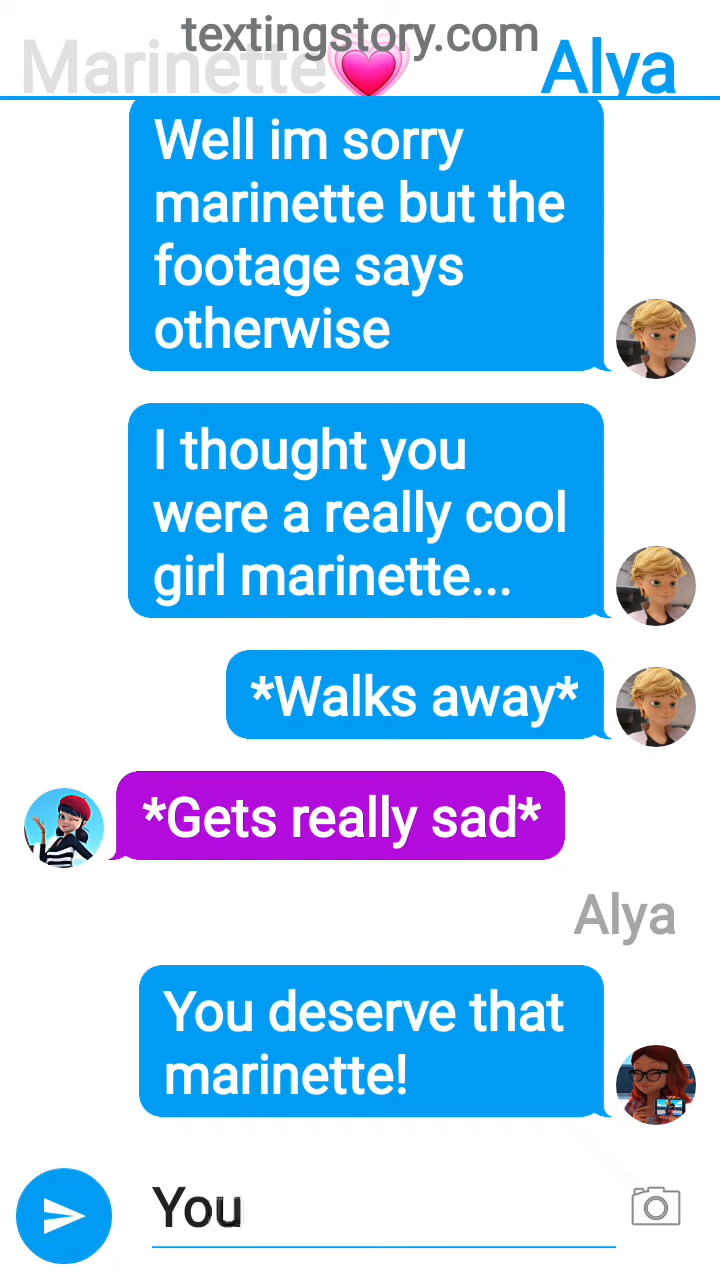 textingstory.com
Marinette💗 Alya
Well im sorry
marinette but the
footage says
otherwise
I thought you
were a really cool
girl marinette...
*Walks away*
*Gets really sad*
Alya
You deserve that
marinette!
You